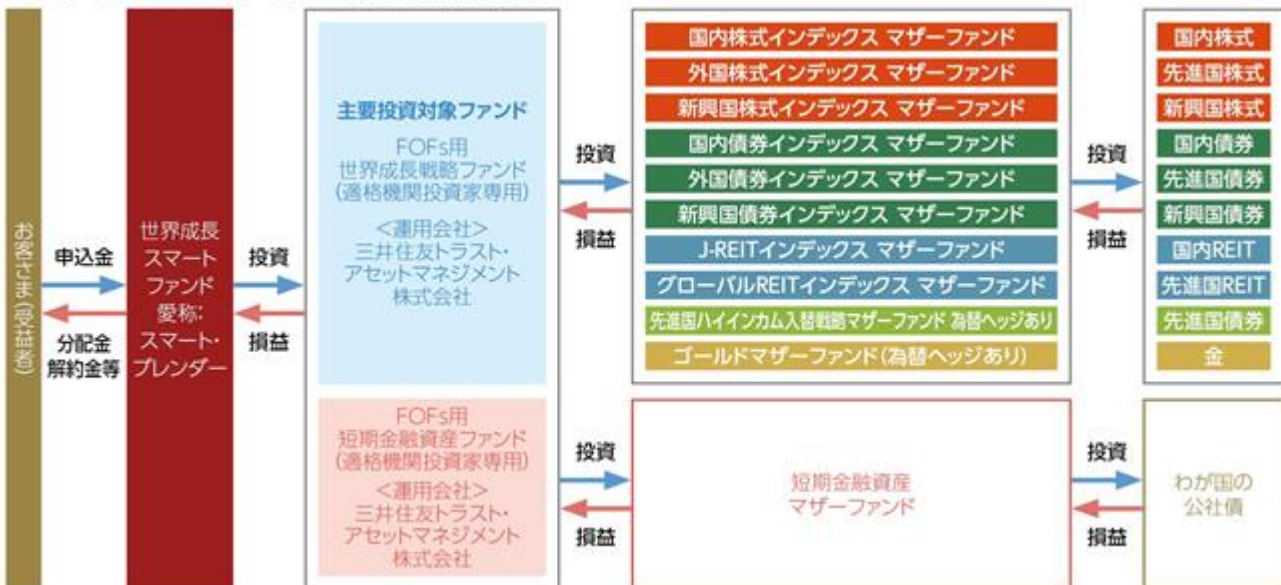 お客さま(受益者)
申込金
分配金
解約金等
世界成長
スマート
ファンド
愛称:
スマート・
ブレンダー
投資
損益
主要投資対象ファンド
FOFs用
世界成長戦略ファンド
(適格機関投資家専用)
<運用会社>
三井住友トラスト・
アセットマネジメント
株式会社
FOFs用
短期金融資産ファンド
(適格機関投資家専用)
<運用会社>
三井住友トラスト・
アセットマネジメント
株式会社
投資
損益
投資
損益
国内株式インデックス マザーファンド
外国株式インデックス マザーファンド
新興国株式インデックス マザーファンド
国内債券インデックス マザーファンド
外国債券インデックス マザーファンド
新興国債券インデックス マザーファンド
J-REITインデックス マザーファンド
グローバルREITインデックス マザーファンド
先進国ハイインカム入替戦略マザーファンド 為替ヘッジあり
ゴールドマザーファンド(為替ヘッジあり)
短期金融資産
マザーファンド
投資
損益
投資
損益
国内株式
先進国株式
新興国株式
国内債券
先進国債券
新興国債券
国内REIT
先進国REIT
先進国債券
金
わが国の
公社債